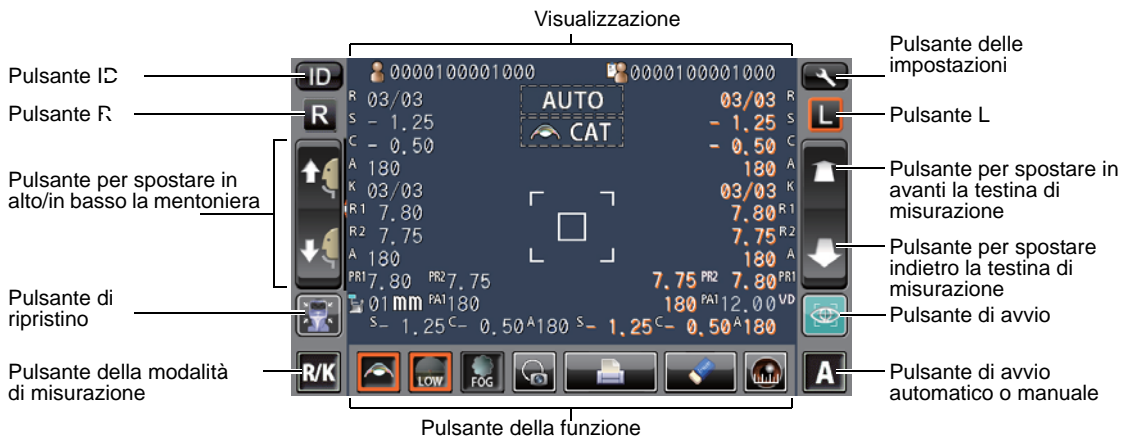 Visualizzazione
Pulsante ID
Pulsante
Pulsante per spostare in
alto/in basso la mentoniera
Pulsante di
ripristino
Pulsante della modalità
di misurazione
ID
R
R/K
0000100001000
0000100001000
AUTO
CAT
R 03/03
03/03 R
S - 1.25
- 1.25 S
C - 0.50
- 0.50 C
A 180
180 A
K 03/03
03/03 K
R1 7.80
7.80 R1
R2 7.75
7.75 R2
A 180
180 A
PR1 7.80 PR2 7.75
7.75 PR2 7.80 PR1
01 mm PA1 180
180 PA1 12.00 VD
S- 1.25 C- 0.50 A180 S- 1.25 C- 0.50 A180
LOW
FOG
L
A
Pulsante delle
impostazioni
Pulsante L
Pulsante per spostare in
avanti la testina di
misurazione
Pulsante per spostare
indietro la testina di
misurazione
Pulsante di avvio
Pulsante di avvio
automatico o manuale
Pulsante della funzione